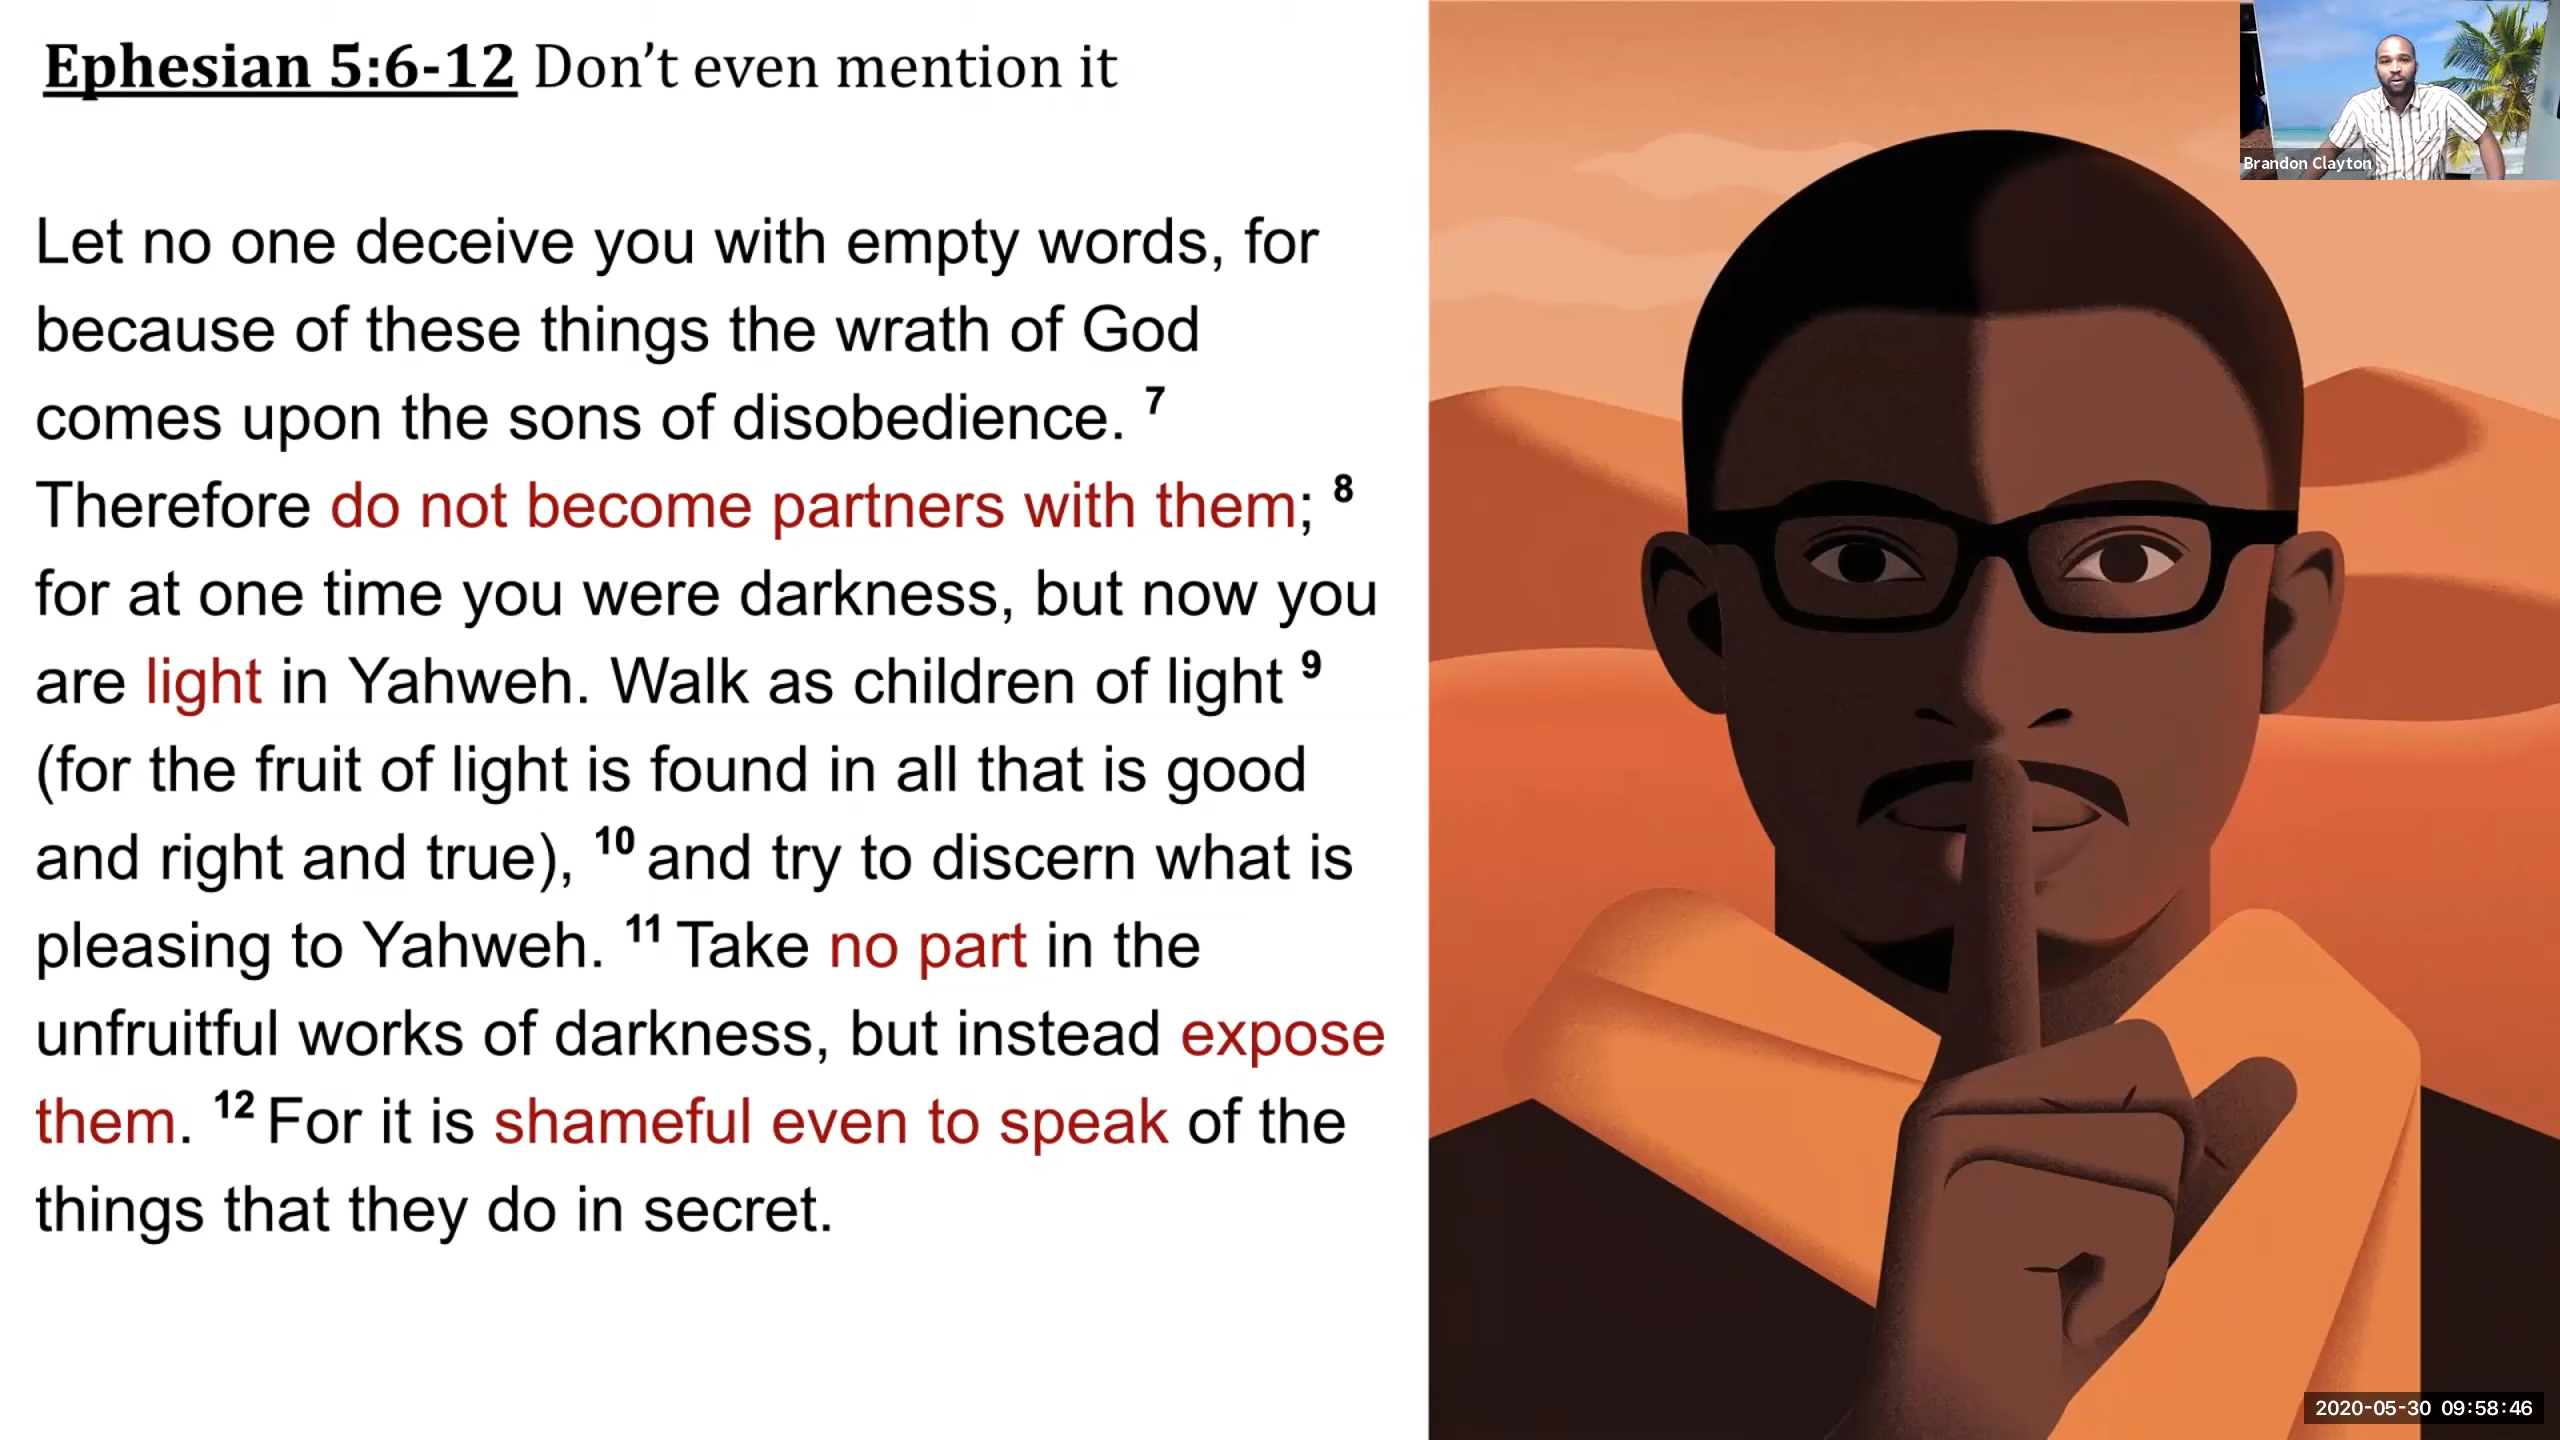 Ephesian 5:6-12 Don’t even mention it
Brandon Clayton
Let no one deceive you with empty words, for
because of these things the wrath of God
comes upon the sons of disobedience. 7
Therefore do not become partners with them; 8
for at one time you were darkness, but now you
are light in Yahweh. Walk as children of light 9
(for the fruit of light is found in all that is good
and right and true), 10 and try to discern what is
pleasing to Yahweh. 11 Take no part in the
unfruitful works of darkness, but instead expose
them. 12 For it is shameful even to speak of the
things that they do in secret.
2020-05-30 09:58:46